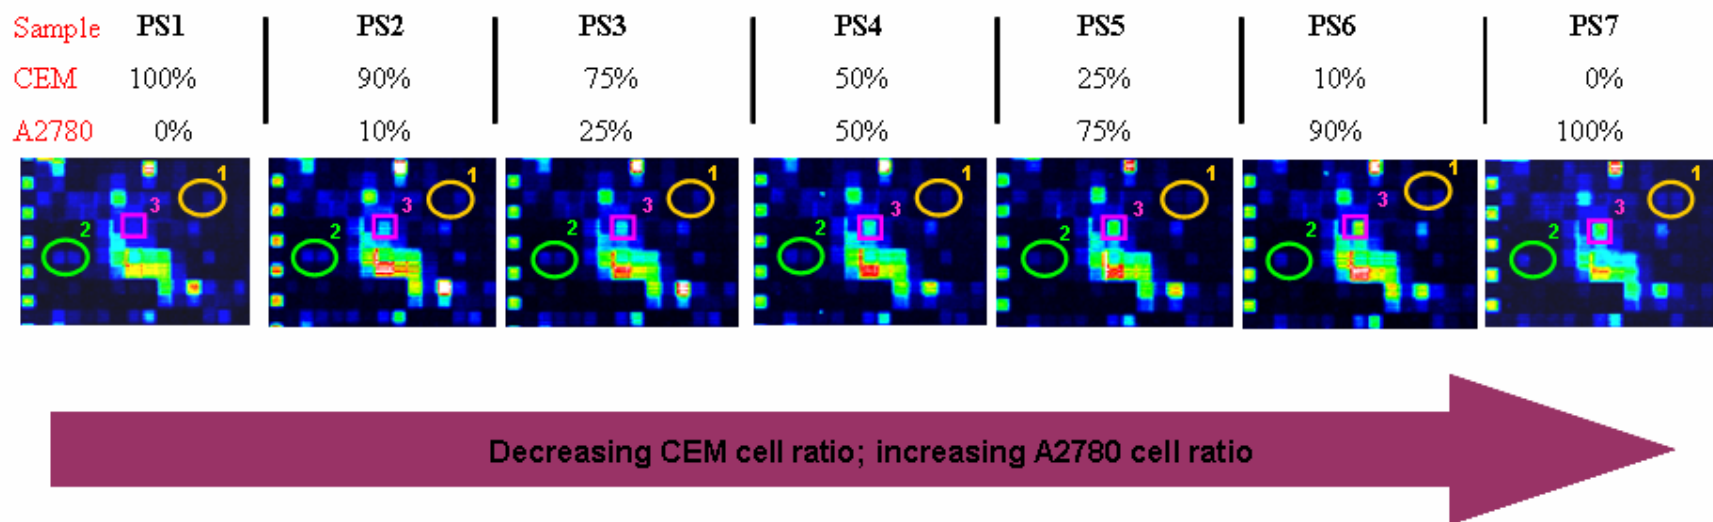 Sample PS1 PS2 PS3 PS4 PS5 PS6 PS7
CEM 100% 90% 75% 50% 25% 10% 0%
A2780 0% 10% 25% 50% 75% 90% 100%
1 1 1 1 1 1 1
3 3 3 3 3 3 3
2 2 2 2 2 2 2
Decreasing CEM cell ratio; increasing A2780 cell ratio